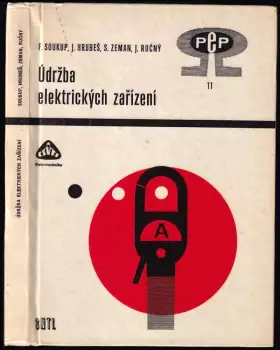 SOUKUP, HRUBEŠ, ZEMAN, RUČNÝ
ÚDRŽBA ELEKTRICKÝCH ZAŘÍZENÍ
F. SOUKUP, J. HRUBEŠ, S. ZEMAN, J. RUČNÝ
Údržba
elektrických zařízení
PEP
11
A
SNTL